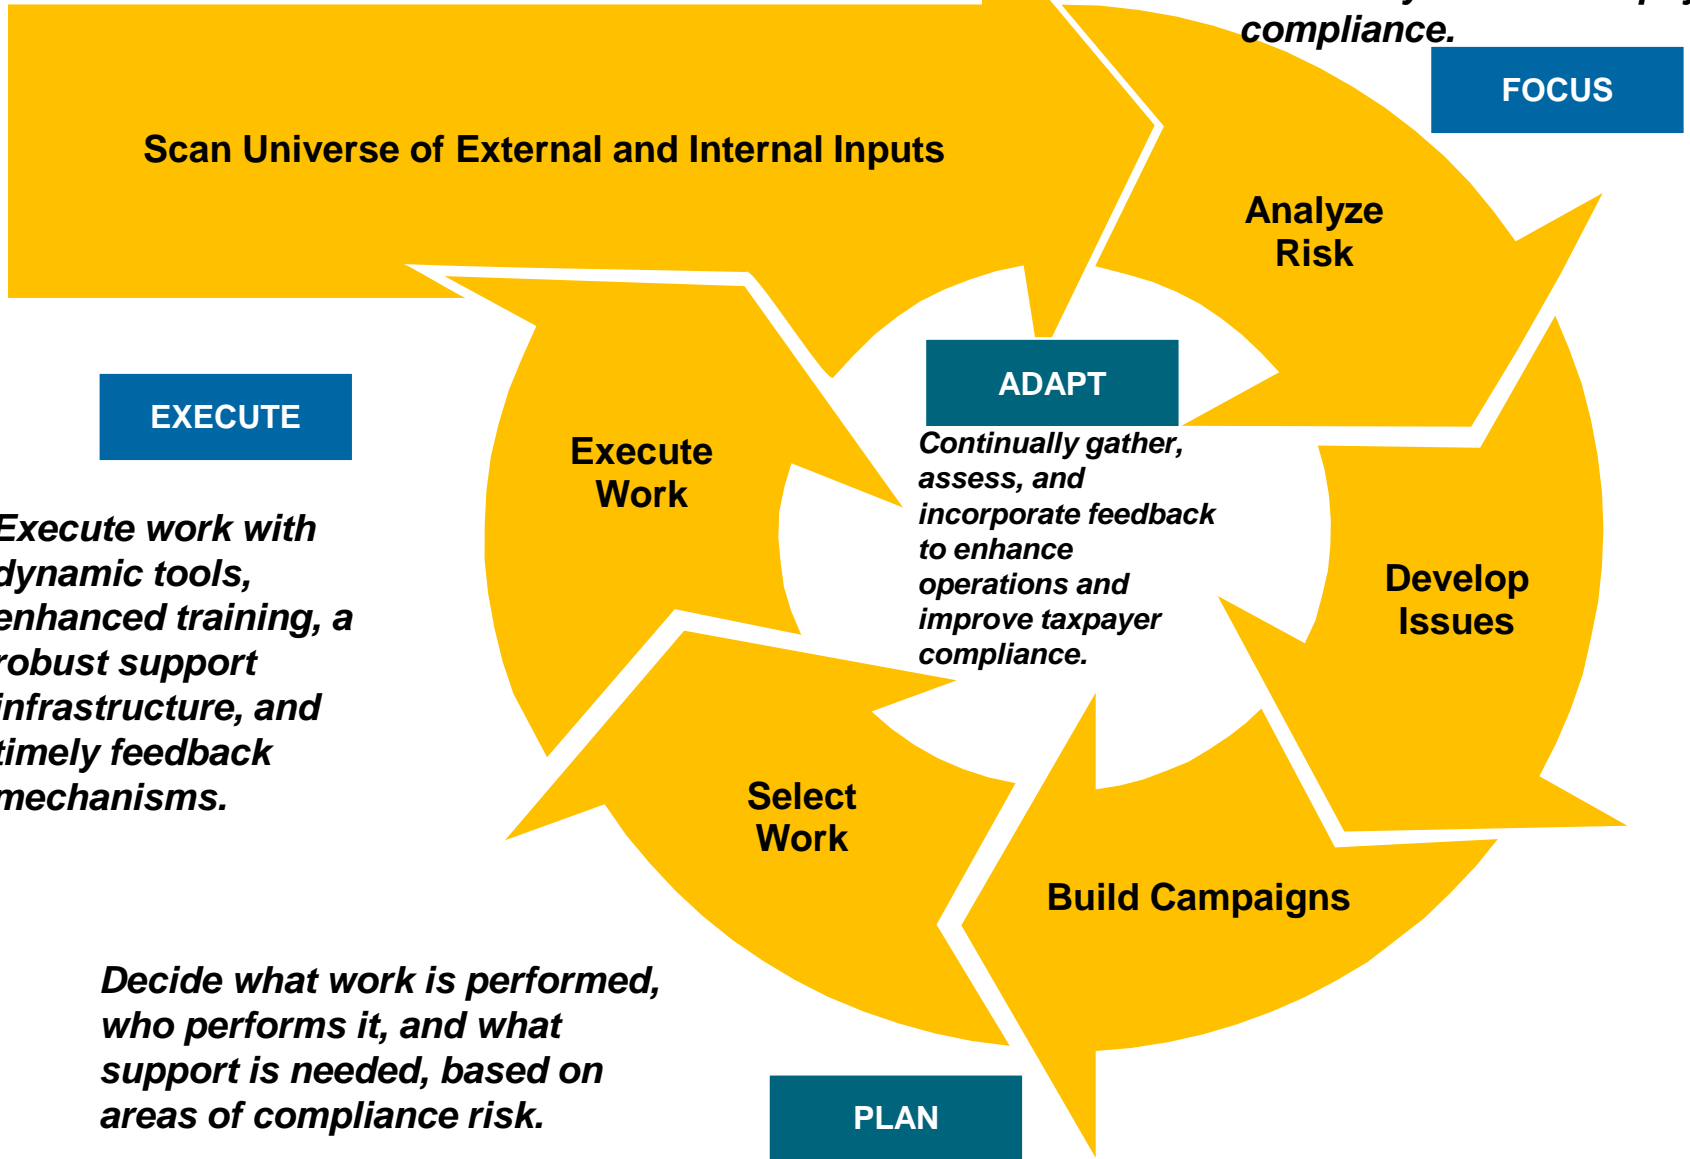 compliance.
FOCUS
Scan Universe of External and Internal Inputs
Analyze
Risk
ADAPT
Continually gather,
assess, and
incorporate feedback
to enhance
operations and
improve taxpayer
compliance.
EXECUTE
Execute work with
dynamic tools,
enhanced training, a
robust support
infrastructure, and
timely feedback
mechanisms.
Execute
Work
Develop
Issues
Select
Work
Build Campaigns
Decide what work is performed,
who performs it, and what
support is needed, based on
areas of compliance risk.
PLAN